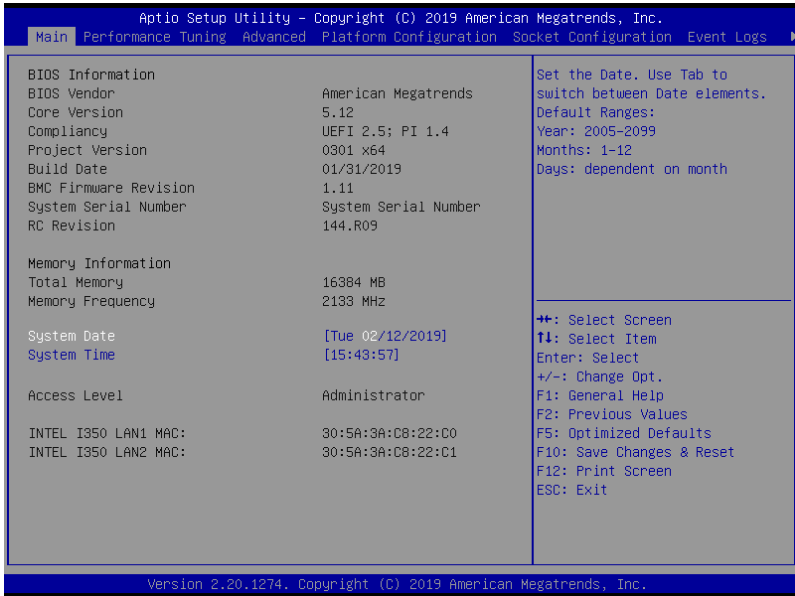 Aptio Setup Utility – Copyright (C) 2019 American Megatrends, Inc.
Main Performance Tuning Advanced Platform Configuration Socket Configuration Event Logs
BIOS Information
BIOS Vendor American Megatrends
Core Version 5.12
Compliancy UEFI 2.5; PI 1.4
Project Version 0301 x64
Build Date 01/31/2019
BMC Firmware Revision 1.11
System Serial Number System Serial Number
RC Revision 144.R09
Memory Information
Total Memory 16384 MB
Memory Frequency 2133 MHz
System Date [Tue 02/12/2019]
System Time [15:43:57]
Access Level Administrator
INTEL I350 LAN1 MAC: 30:5A:3A:C8:22:C0
INTEL I350 LAN2 MAC: 30:5A:3A:C8:22:C1
Set the Date. Use Tab to
switch between Date elements.
Default Ranges:
Year: 2005-2099
Months: 1-12
Days: dependent on month
→←: Select Screen
↑↓: Select Item
Enter: Select
+/-: Change Opt.
F1: General Help
F2: Previous Values
F5: Optimized Defaults
F10: Save Changes & Reset
F12: Print Screen
ESC: Exit
Version 2.20.1274. Copyright (C) 2019 American Megatrends, Inc.